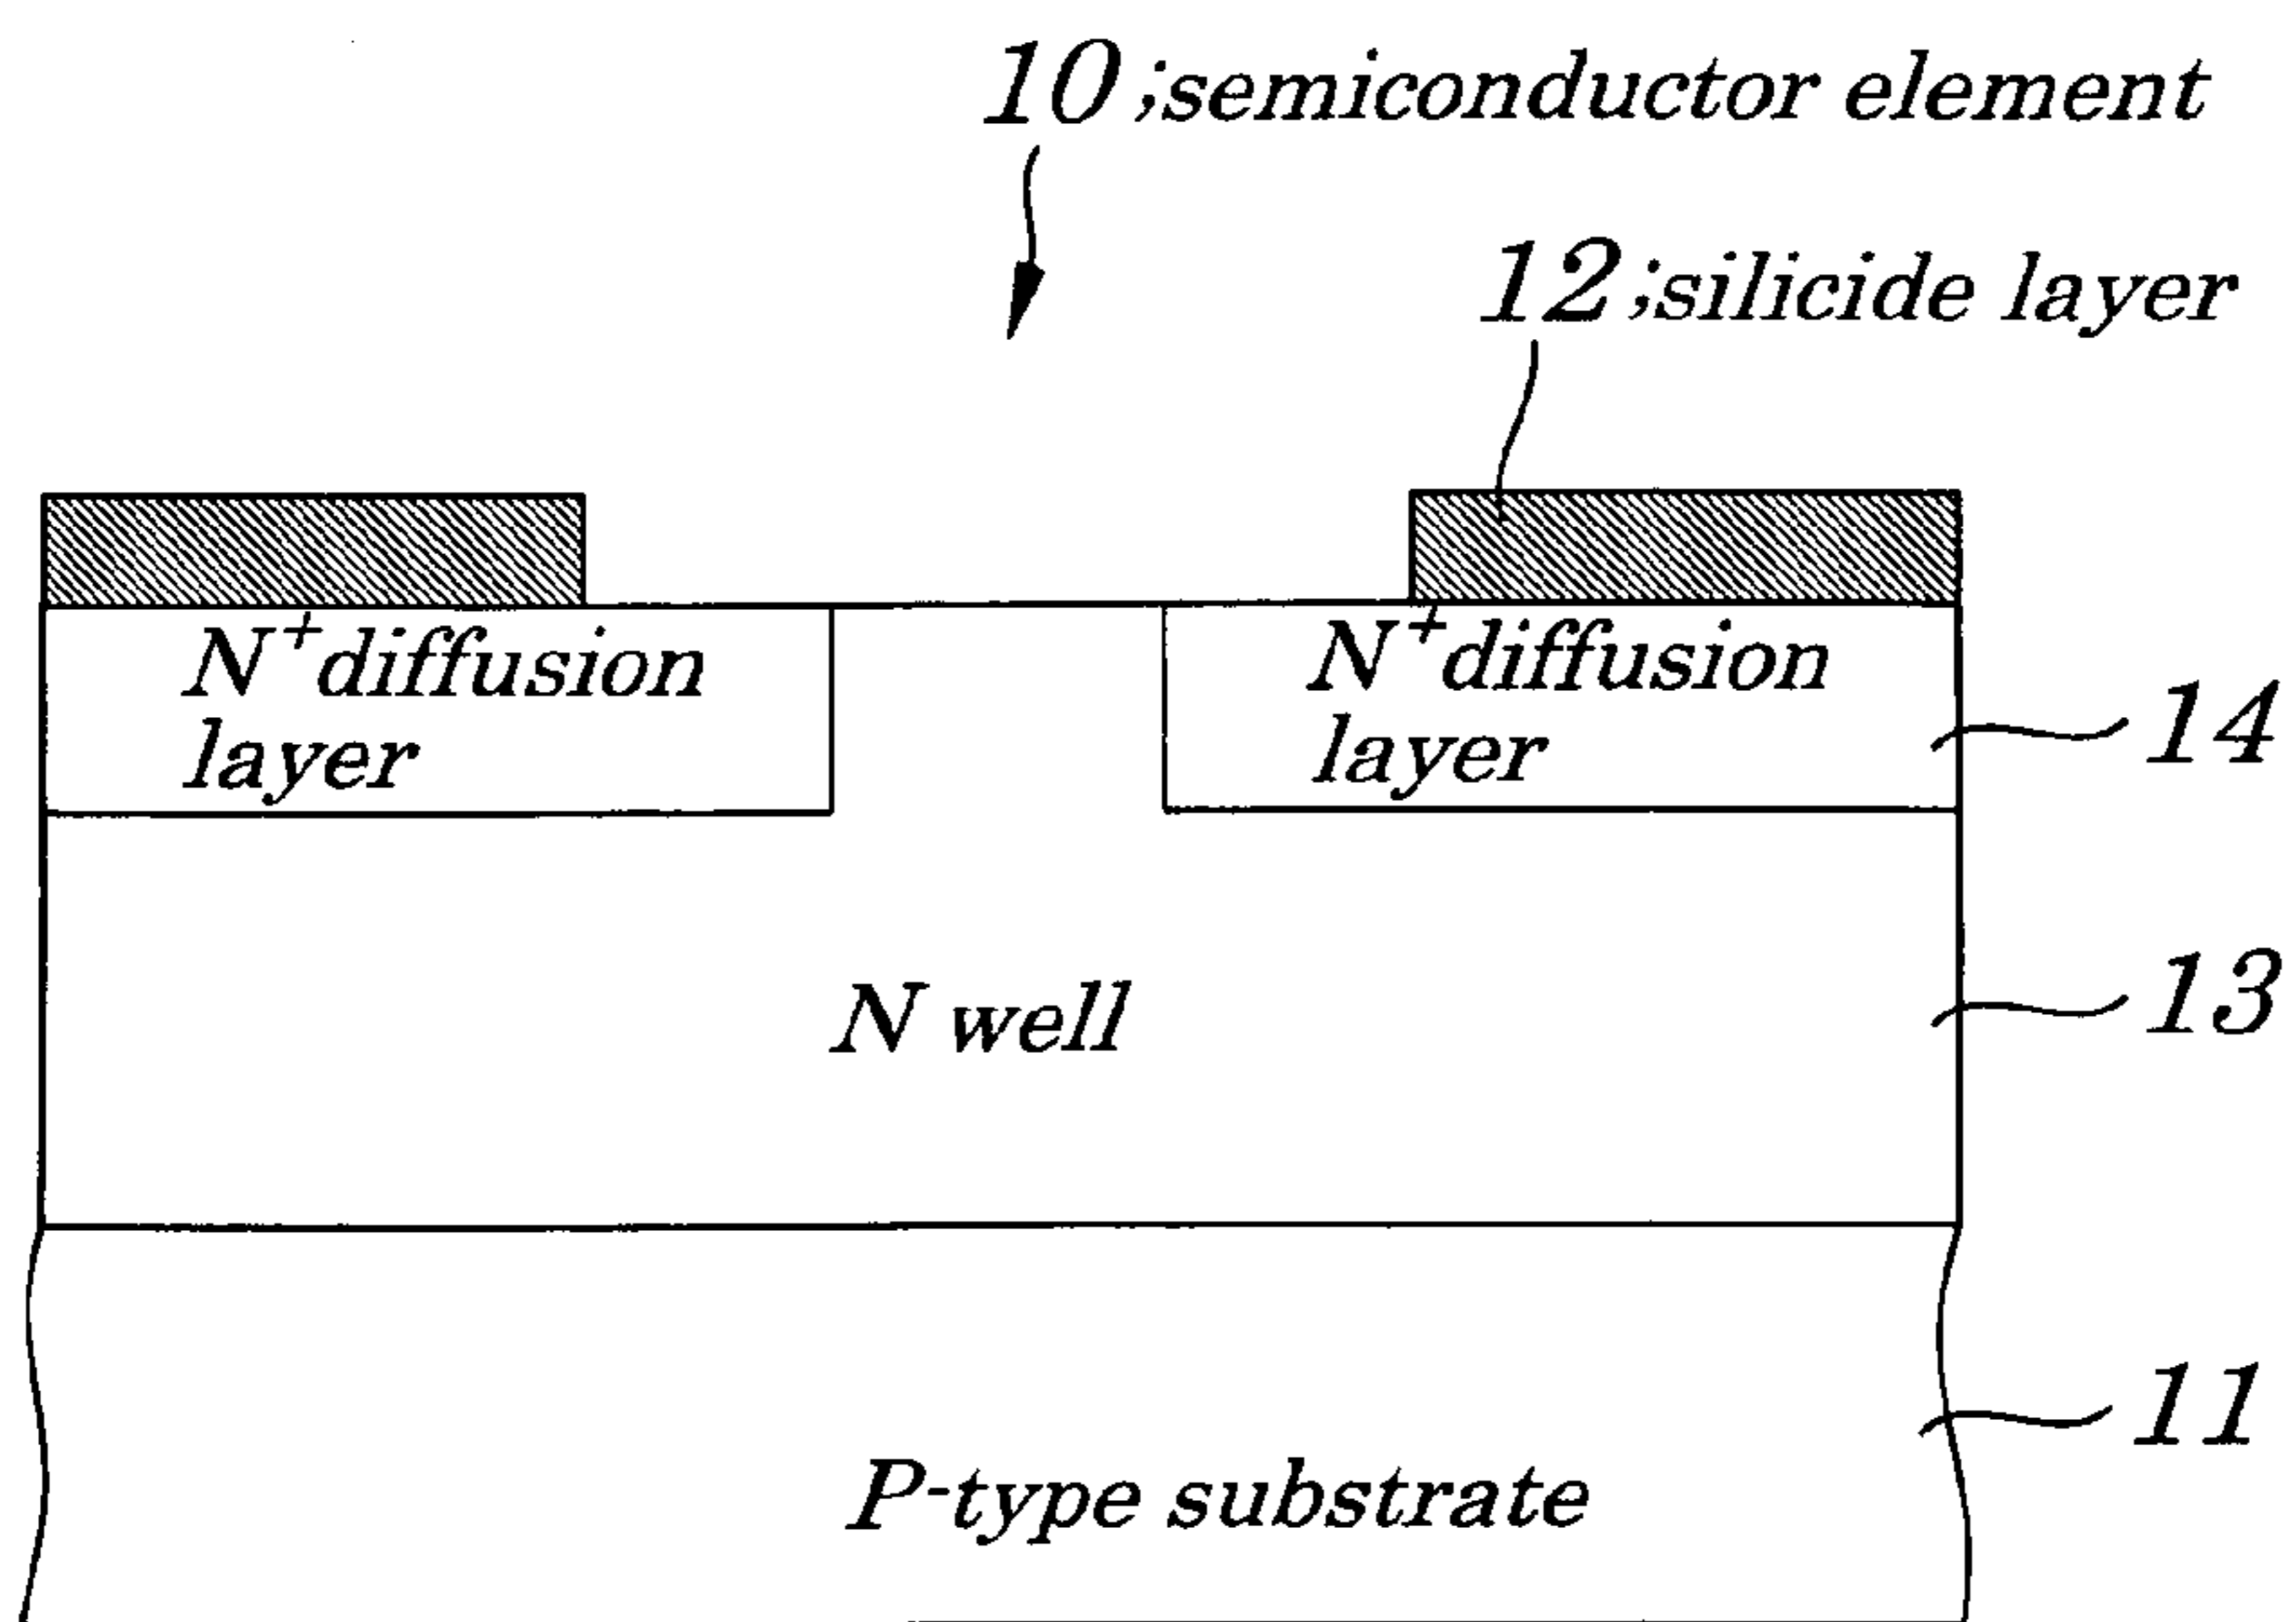 10;semiconductor element
12;silicide layer
N+diffusion
layer
N+diffusion
layer
14
N well
13
11
P-type substrate